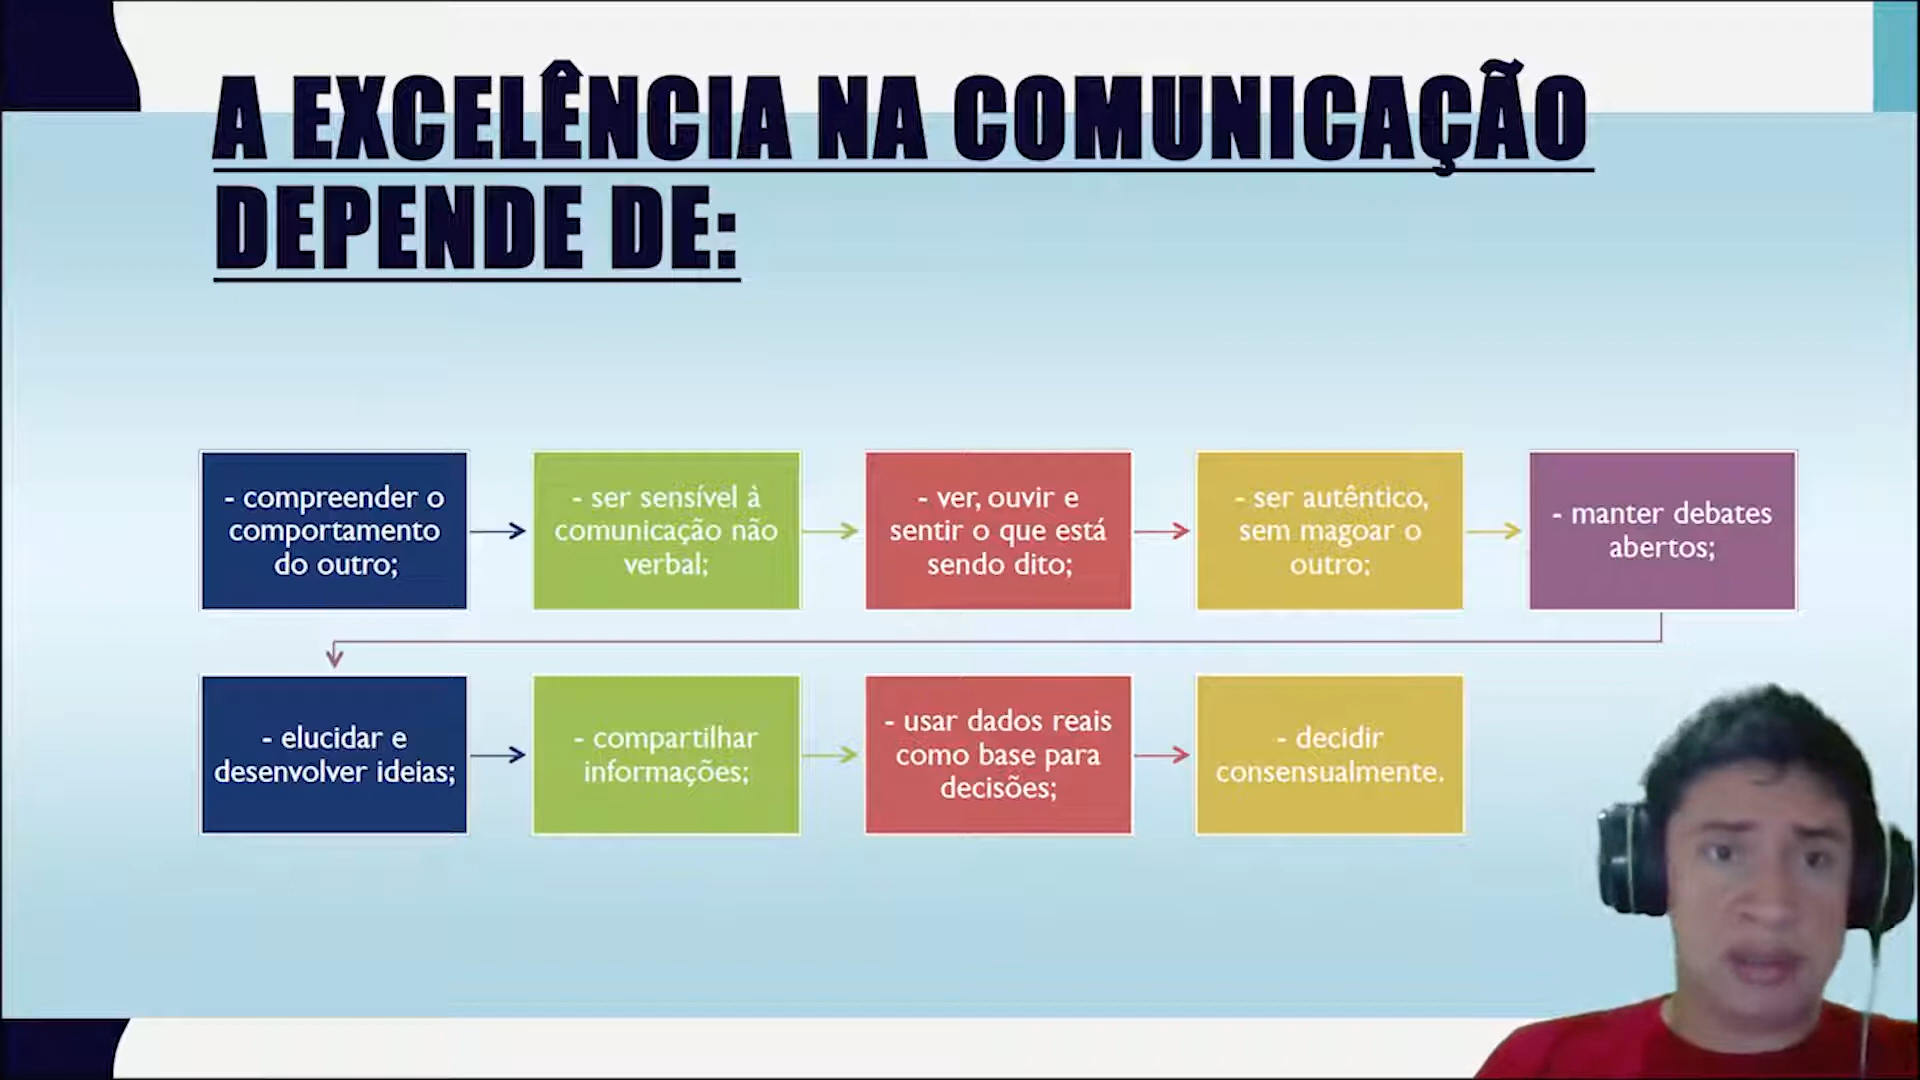 A EXCELÊNCIA NA COMUNICAÇÃO
DEPENDE DE:
- compreender o
comportamento
do outro;
- ser sensível à
comunicação não
verbal;
- ver, ouvir e
sentir o que está
sendo dito;
- ser autêntico,
sem magoar o
outro;
- manter debates
abertos;
- elucidar e
desenvolver ideias;
- compartilhar
informações;
- usar dados reais
como base para
decisões;
- decidir
consensualmente.